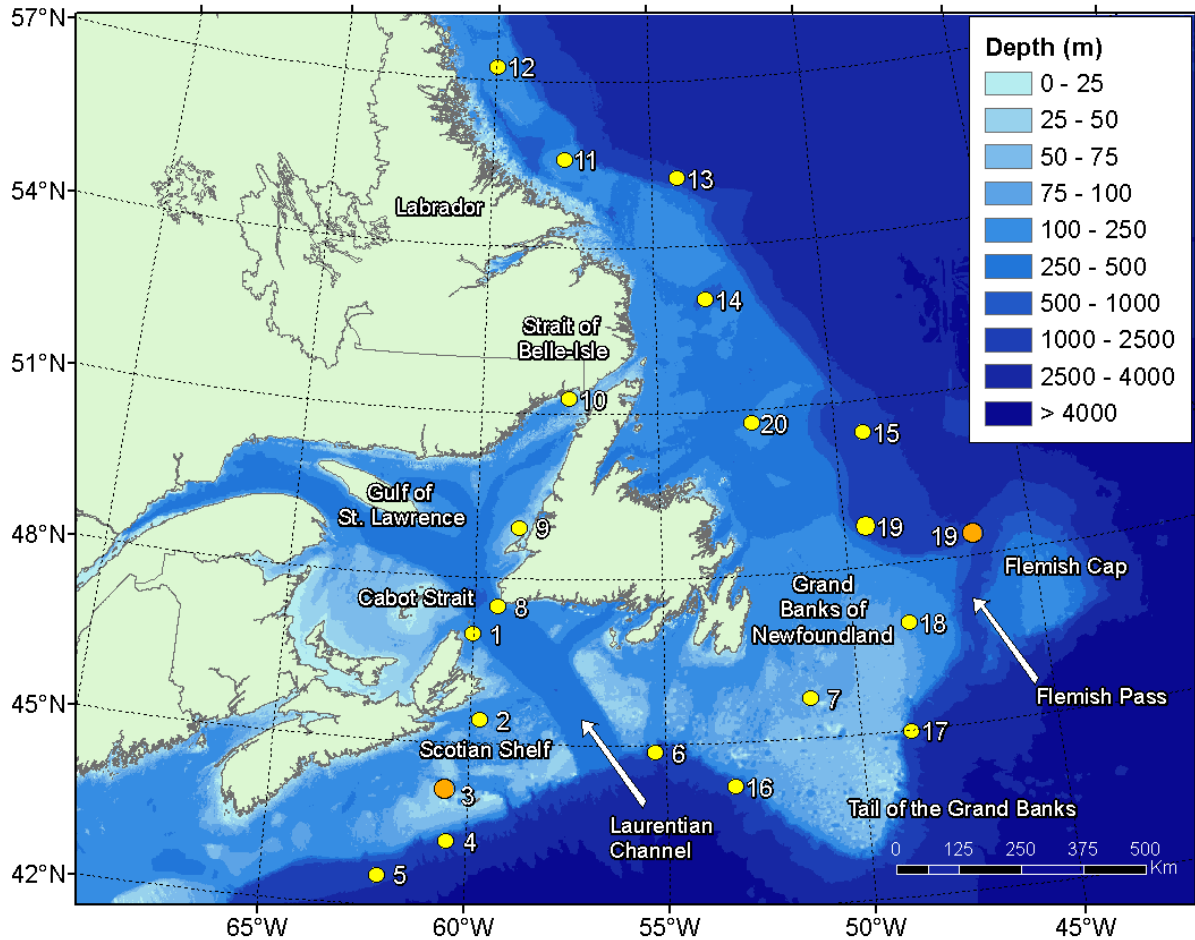 57°N
54°N
51°N
48°N
45°N
42°N
65°W
60°W
55°W
50°W
45°W
Depth (m)
0 - 25
25 - 50
50 - 75
75 - 100
100 - 250
250 - 500
500 - 1000
1000 - 2500
2500 - 4000
> 4000
12
11
13
Labrador
14
Strait of
Belle-Isle
10
20
15
Gulf of
St. Lawrence
9
19
19
Flemish Cap
Cabot Strait
8
Grand
Banks of
Newfoundland
18
1
7
Flemish Pass
2
17
Scotian Shelf
6
3
16
Tail of the Grand Banks
4
Laurentian
Channel
5
0 125 250 375 500
Km